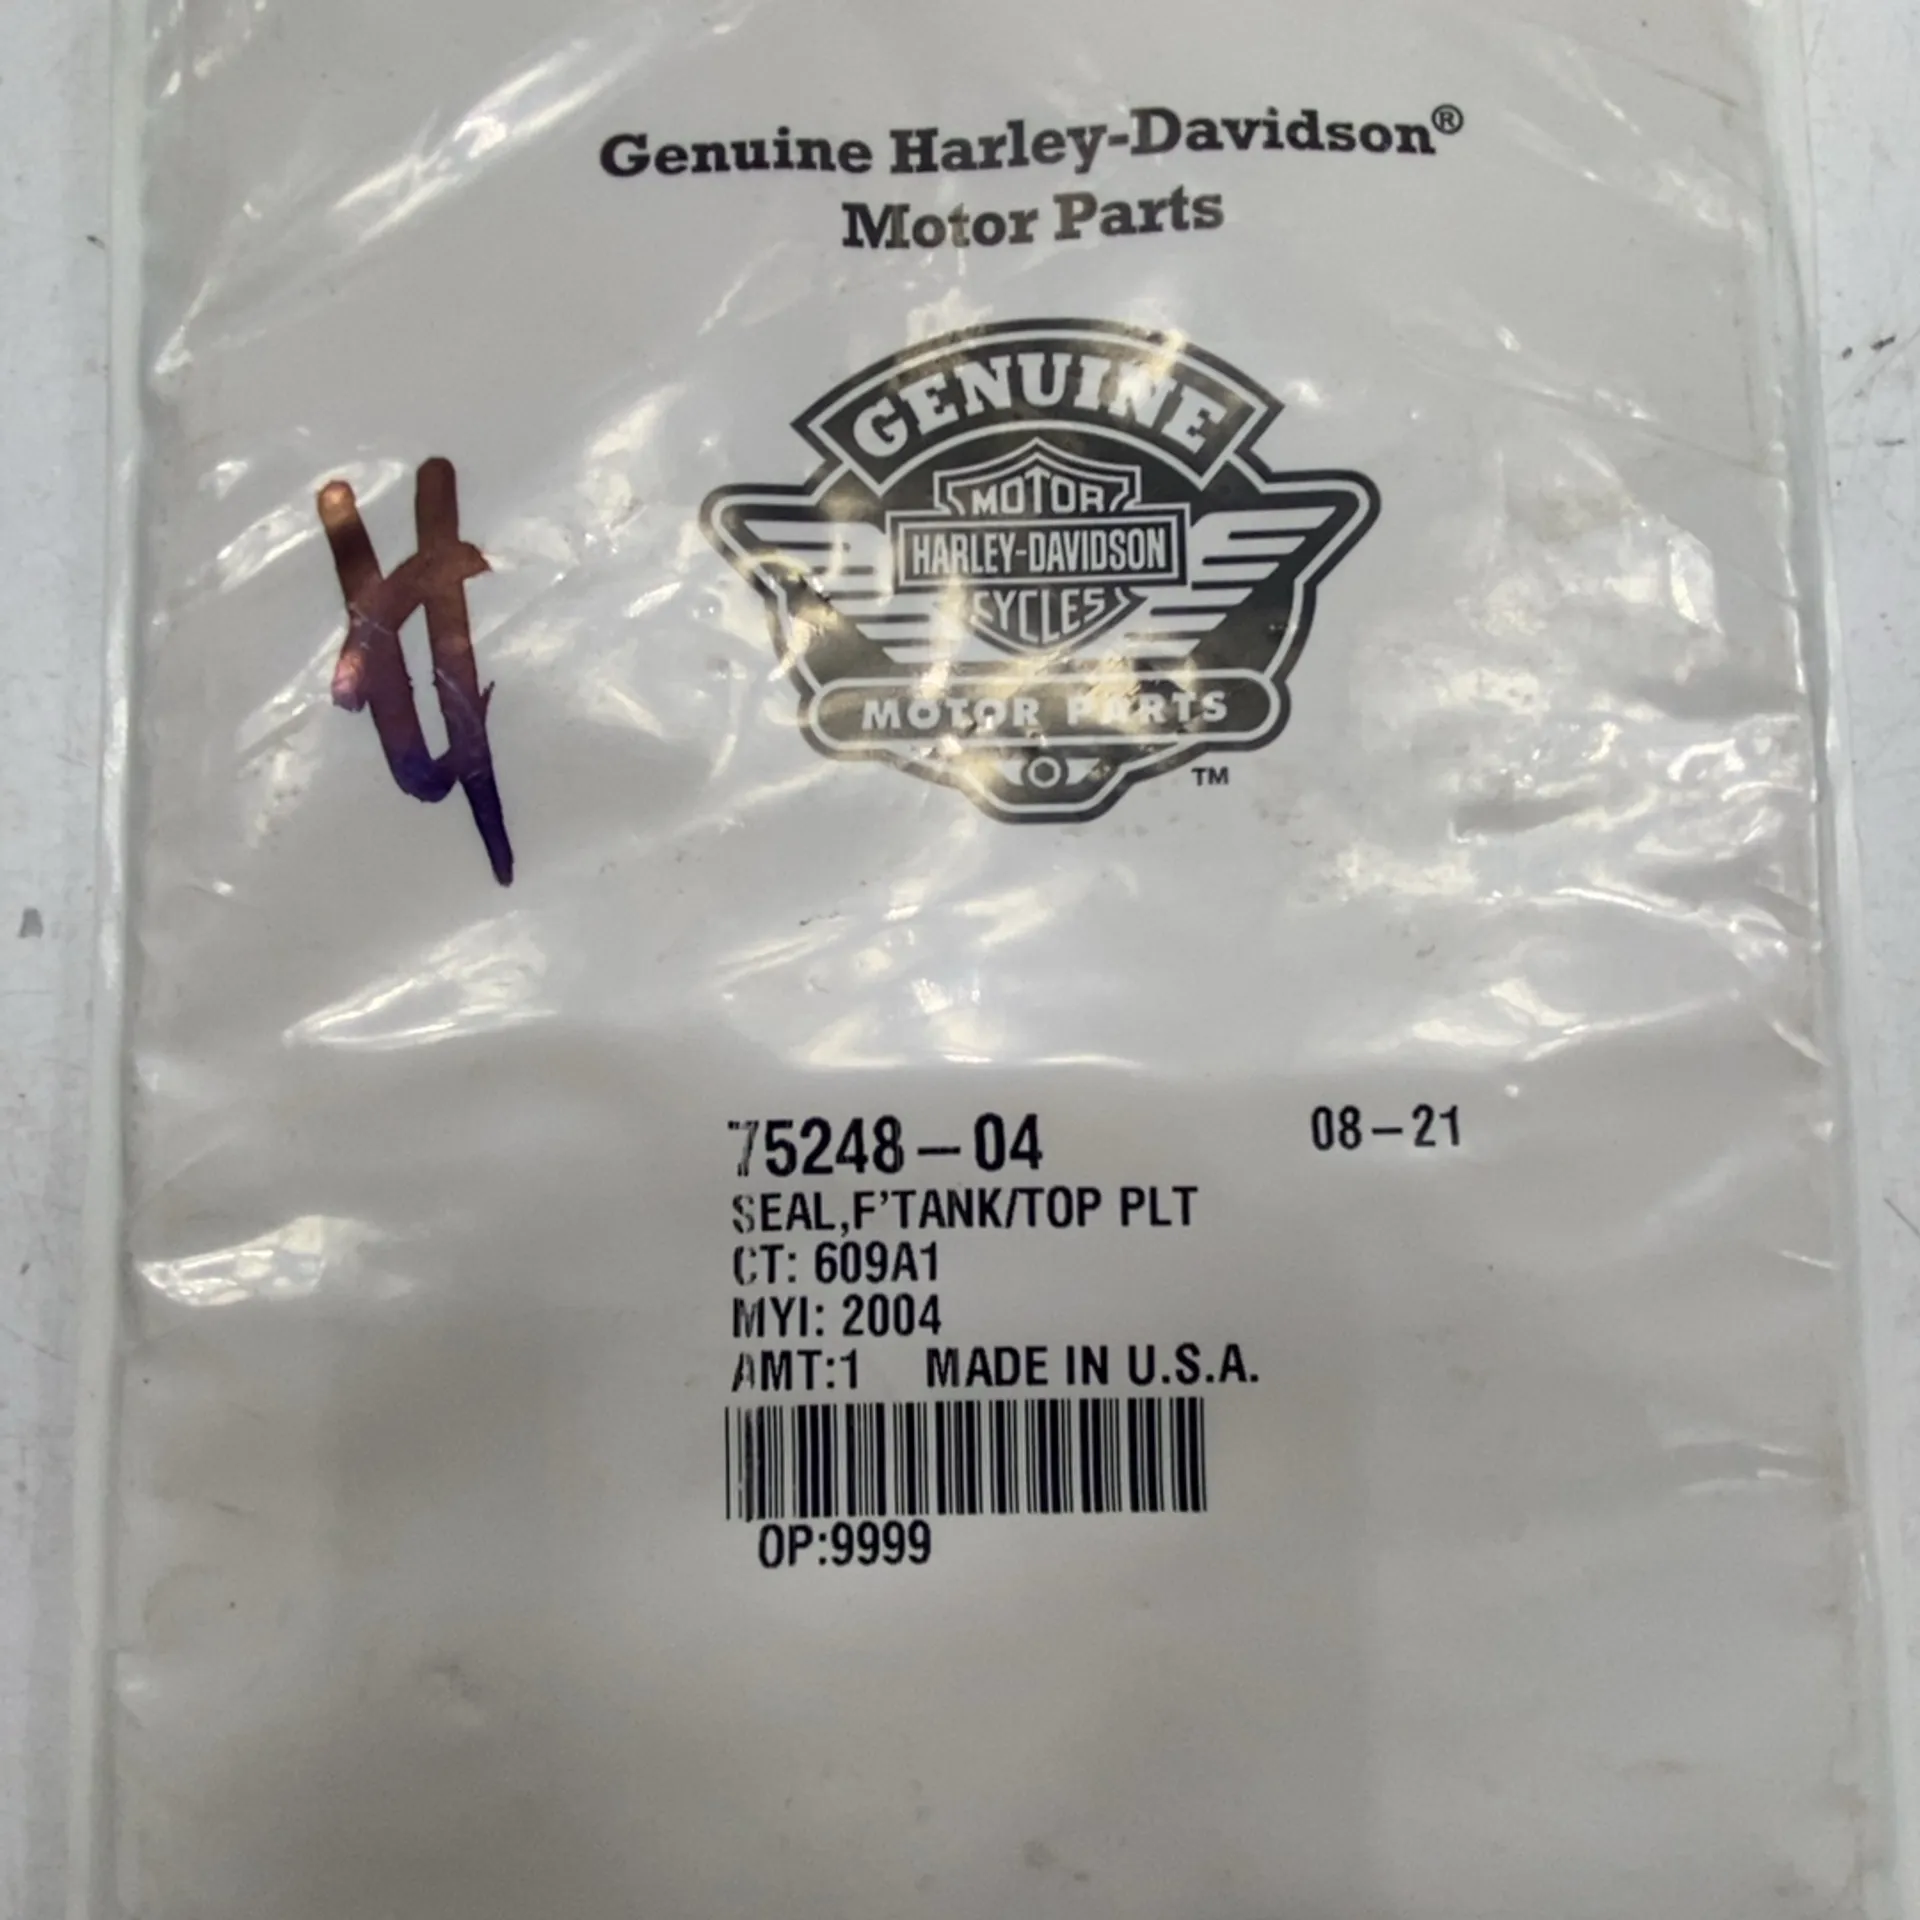 Genuine Harley-Davidson®
Motor Parts
GENUINE
MOTOR
HARLEY-DAVIDSON
CYCLES
MOTOR PARTS
TM
75248-04 08-21
SEAL,F'TANK/TOP PLT
CT: 609A1
MYI: 2004
AMT:1 MADE IN U.S.A.
OP:9999